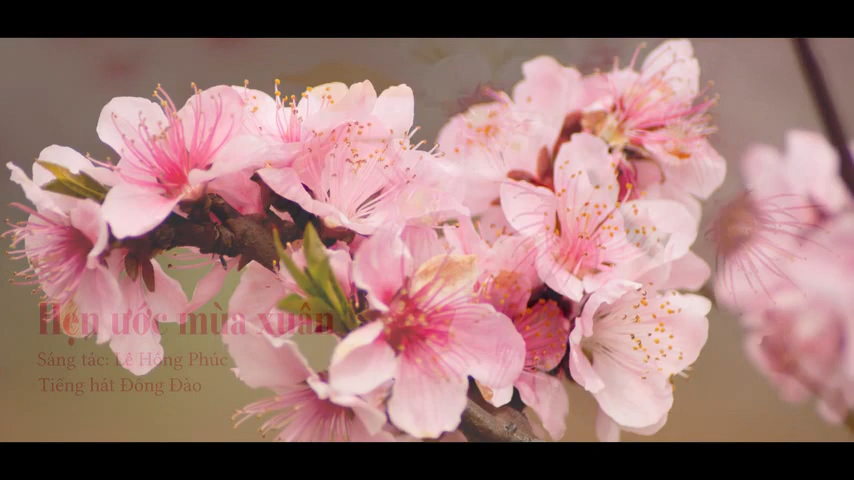 Hẹn ước mùa xuân
Sáng tác: Lê Hồng Phúc
Tiếng hát Đông Đào